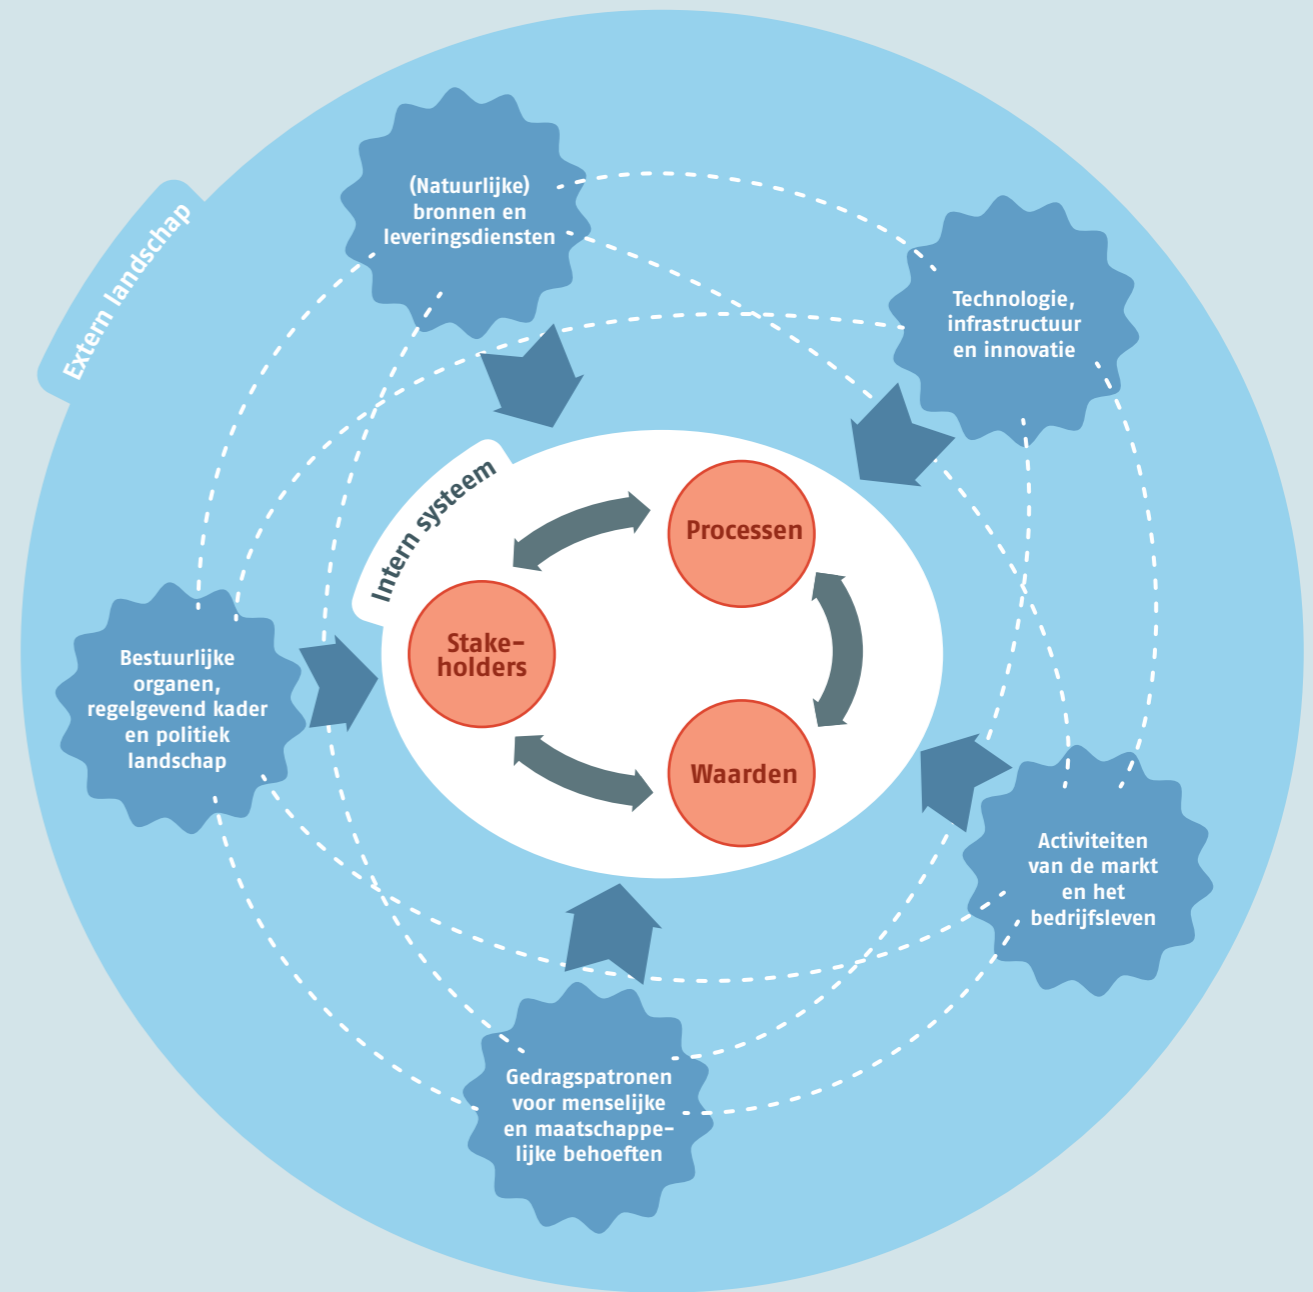 (Natuurlijke)
bronnen en
leveringsdiensten
Extern landschap
Technologie,
infrastructuur
en innovatie
Intern systeem
Processen
Stake-
holders
Waarden
Bestuurlijke
organen,
regelgevend kader
en politiek
landschap
Activiteiten
van de markt
en het
bedrijfsleven
Gedragspatronen
voor menselijke
en maatschappe-
lijke behoeften